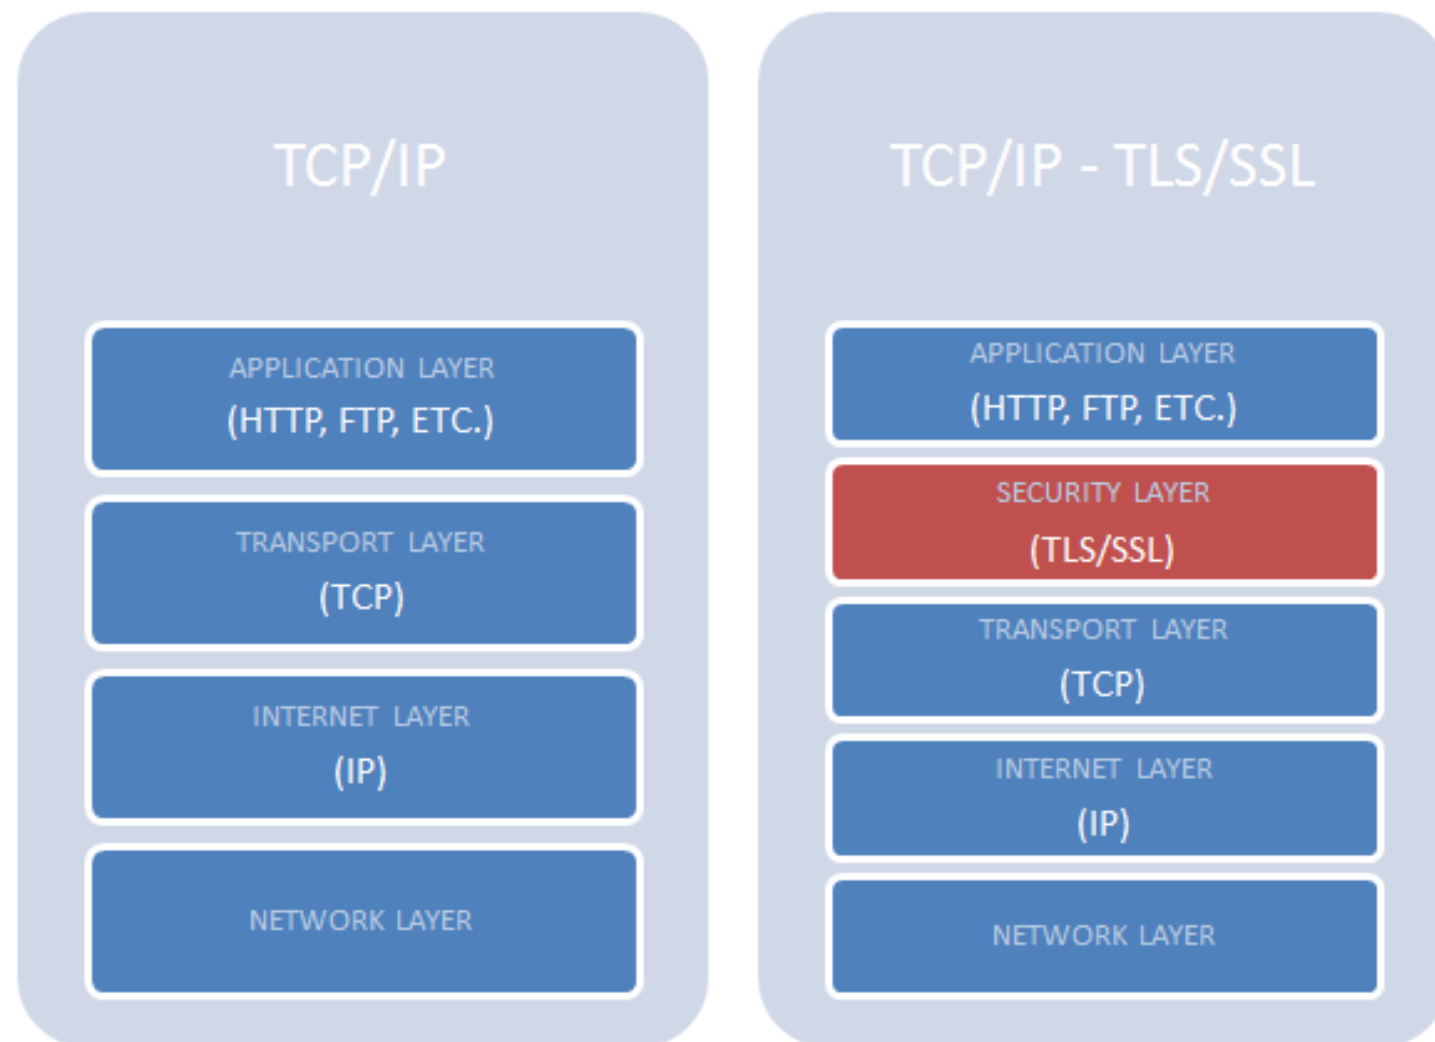 TCP/IP
APPLICATION LAYER
(HTTP, FTP, ETC.)
TRANSPORT LAYER
(TCP)
INTERNET LAYER
(IP)
NETWORK LAYER
TCP/IP - TLS/SSL
APPLICATION LAYER
(HTTP, FTP, ETC.)
SECURITY LAYER
(TLS/SSL)
TRANSPORT LAYER
(TCP)
INTERNET LAYER
(IP)
NETWORK LAYER